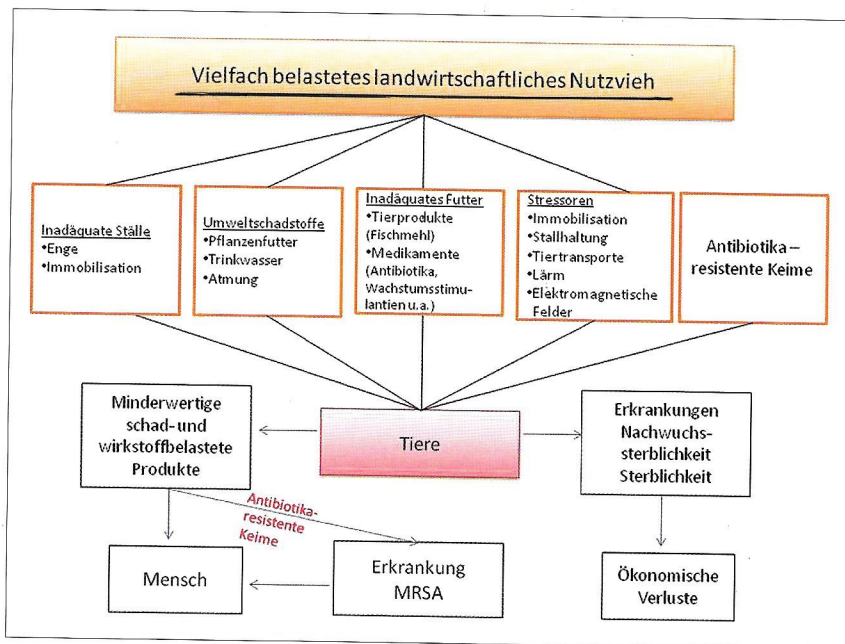 Vielfach belastetes landwirtschaftliches Nutzvieh
Inadäquate Ställe
•Enge
•Immobilisation
Umweltschadstoffe
•Pflanzenfutter
•Trinkwasser
•Atmung
Inadäquates Futter
•Tierprodukte
(Fischmehl)
•Medikamente
(Antibiotika,
Wachstumsstimu-
lantien u.a.)
Stressoren
•Immobilisation
•Stallhaltung
•Tiertransporte
•Lärm
•Elektromagnetische
Felder
Antibiotika –
resistente Keime
Minderwertige
schad- und
wirkstoffbelastete
Produkte
Tiere
Erkrankungen
Nachwuchs-
sterblichkeit
Sterblichkeit
Antibiotika-
resistente
Keime
Mensch
Erkrankung
MRSA
Ökonomische
Verluste